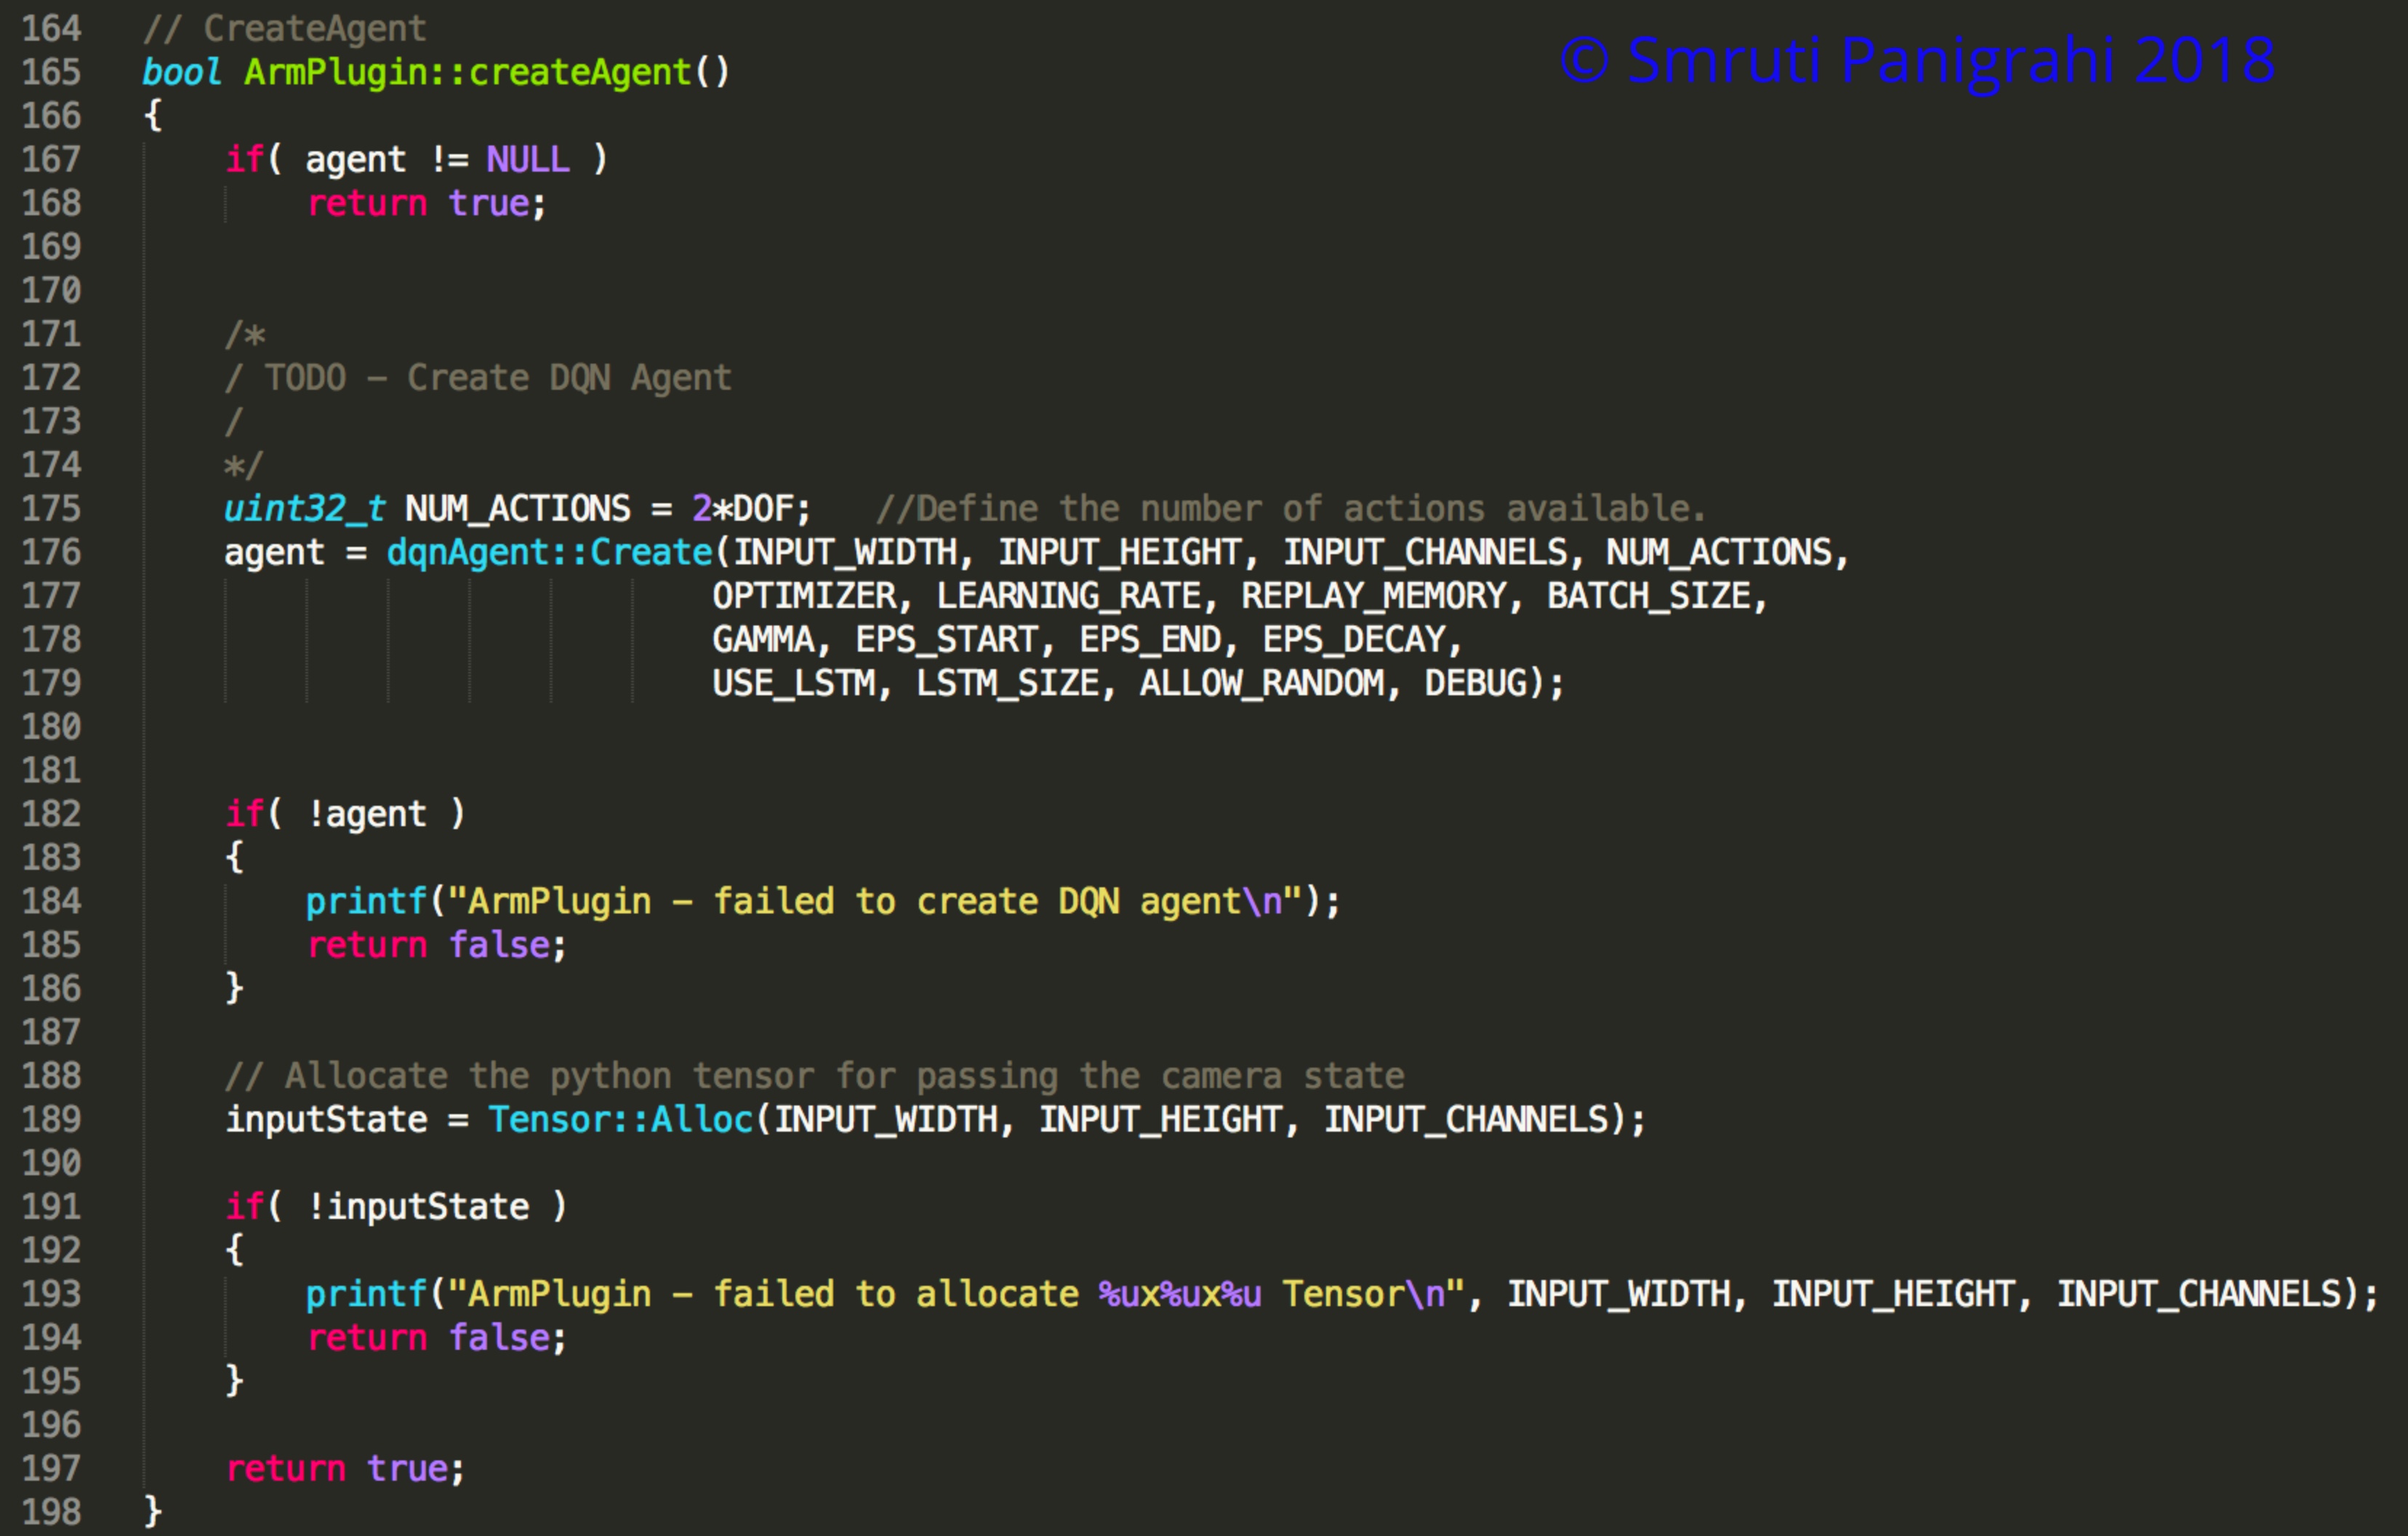 164 // CreateAgent
© Smruti Panigrahi 2018
165 bool ArmPlugin::createAgent()
166 {
167 if( agent != NULL )
168 return true;
169
170
171 /*
172 / TODO – Create DQN Agent
173 /
174 */
175 uint32_t NUM_ACTIONS = 2*DOF; //Define the number of actions available.
176 agent = dqnAgent::Create(INPUT_WIDTH, INPUT_HEIGHT, INPUT_CHANNELS, NUM_ACTIONS,
177 OPTIMIZER, LEARNING_RATE, REPLAY_MEMORY, BATCH_SIZE,
178 GAMMA, EPS_START, EPS_END, EPS_DECAY,
179 USE_LSTM, LSTM_SIZE, ALLOW_RANDOM, DEBUG);
180
181
182 if( !agent )
183 {
184 printf("ArmPlugin – failed to create DQN agent\n");
185 return false;
186 }
187
188 // Allocate the python tensor for passing the camera state
189 inputState = Tensor::Alloc(INPUT_WIDTH, INPUT_HEIGHT, INPUT_CHANNELS);
190
191 if( !inputState )
192 {
193 printf("ArmPlugin – failed to allocate %ux%ux%u Tensor\n", INPUT_WIDTH, INPUT_HEIGHT, INPUT_CHANNELS);
194 return false;
195 }
196
197 return true;
198 }